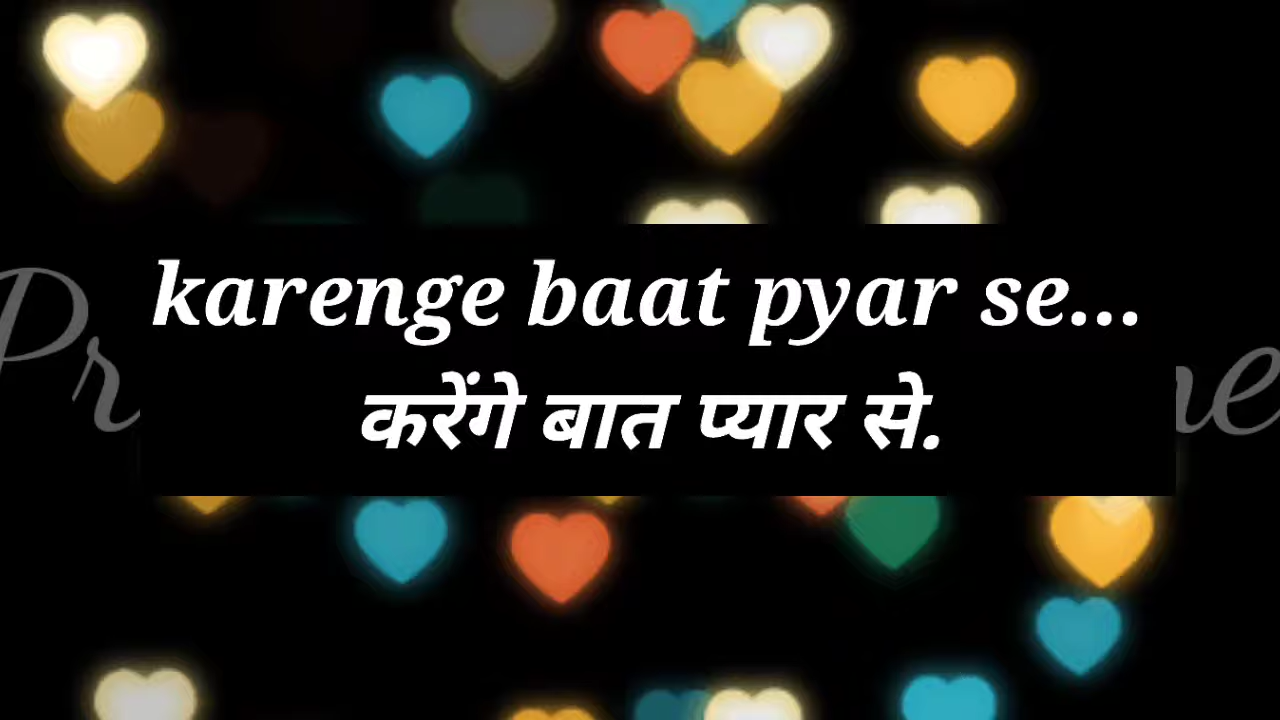 karenge baat pyar se...
करेंगे बात प्यार से.